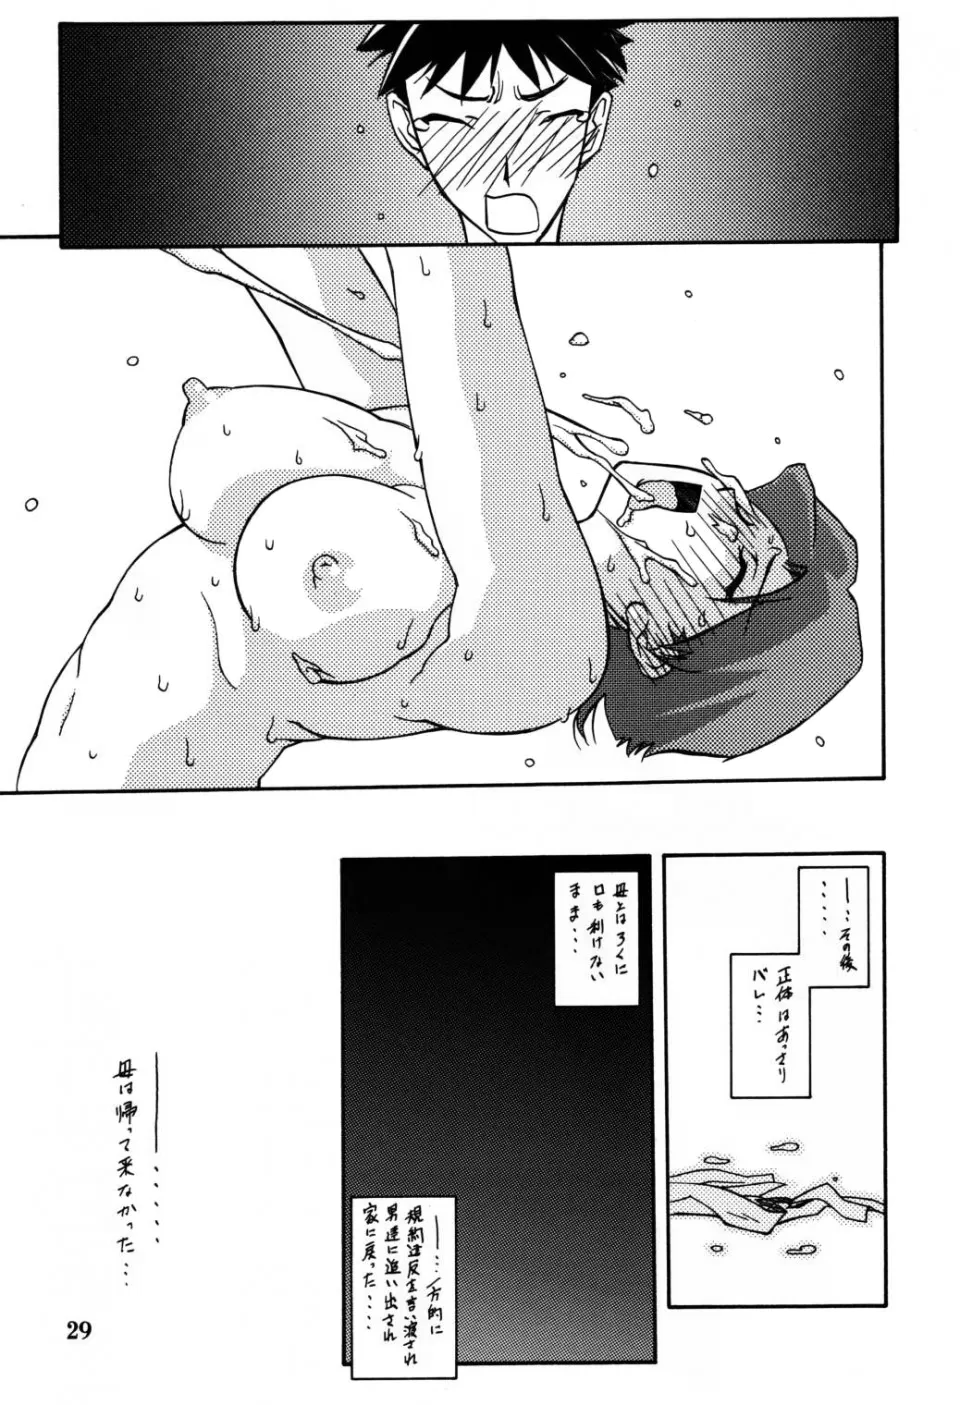 ―…その後
……
正体はあっさり
バレ…
母上はろくに
口も利けない
まま…
―…一方的に
規約違反を言い渡され
男達に追い出され
家に戻った……
―――……
母は帰って来なかった…
29